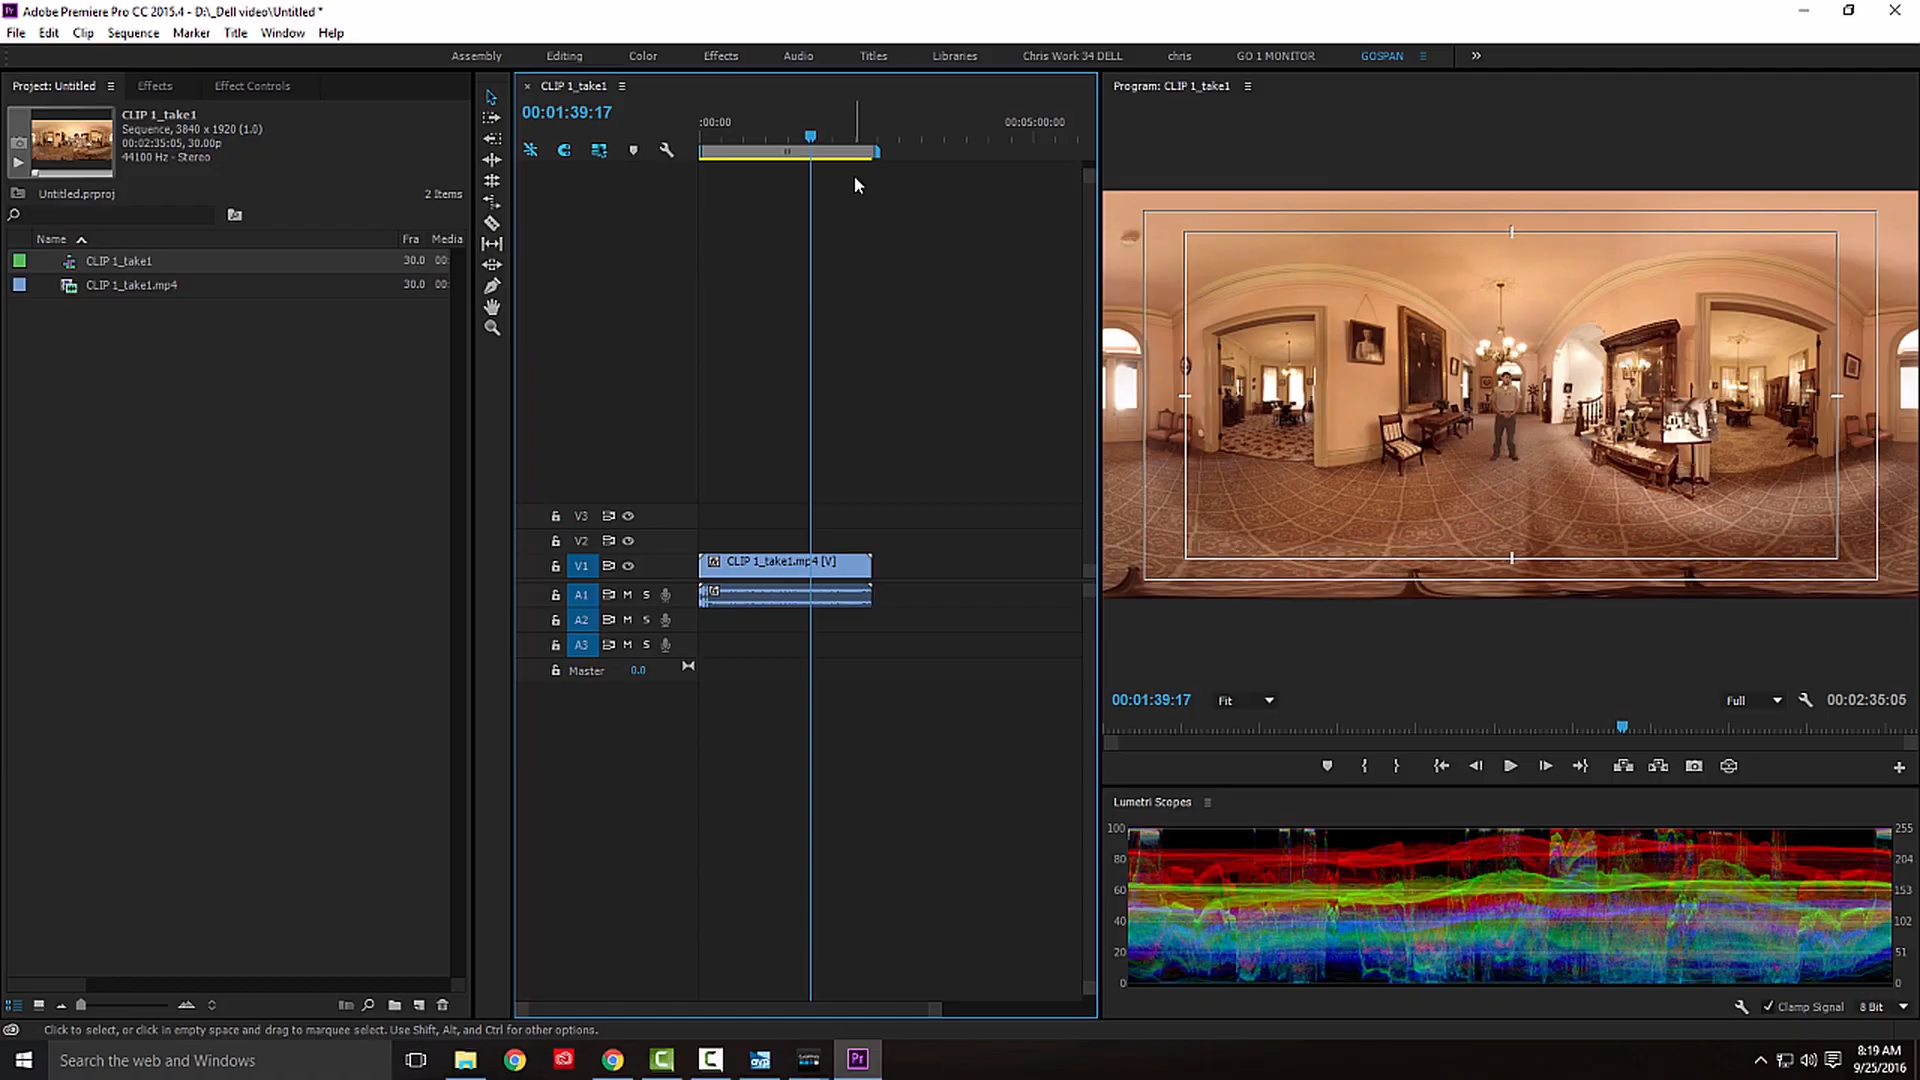 Adobe Premiere Pro CC 2015.4 - D:\_Dell video\Untitled *
File Edit Clip Sequence Marker Title Window Help
Assembly Editing Color Effects Audio Titles Libraries Chris Work 34 DELL chris GO 1 MONITOR GOSPAN
Project: Untitled Effects Effect Controls
CLIP 1_take1
Sequence, 3840 x 1920 (1.0)
00:02:35:05, 30.00p
44100 Hz - Stereo
Untitled.prproj 2 Items
Name Fra Media
CLIP 1_take1 30.0 00:
CLIP 1_take1.mp4 30.0 00:
CLIP 1_take1
00:01:39:17
:00:00 00:05:00:00
V3
V2
V1 CLIP 1_take1.mp4 [V]
A1 M S
A2 M S
A3 M S
Master 0.0
Program: CLIP 1_take1
00:01:39:17 Fit Full 00:02:35:05
Lumetri Scopes
100 255
80 204
60 153
40 102
20 51
0 0
Clamp Signal 8 Bit
Click to select, or click in empty space and drag to marquee select. Use Shift, Alt, and Ctrl for other options.
Search the web and Windows
Pr
8:19 AM
9/25/2016